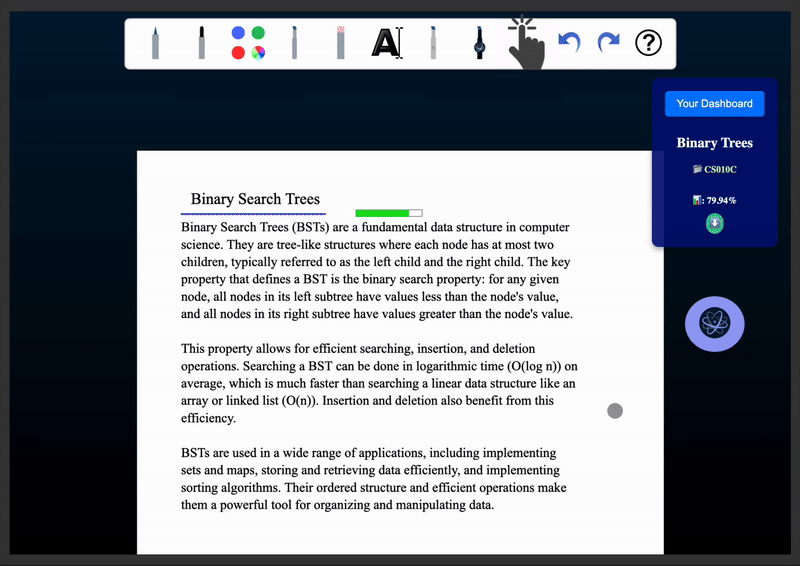 A
?
Your Dashboard
Binary Trees
CS010C
: 79.94%
Binary Search Trees
Binary Search Trees (BSTs) are a fundamental data structure in computer
science. They are tree-like structures where each node has at most two
children, typically referred to as the left child and the right child. The key
property that defines a BST is the binary search property: for any given
node, all nodes in its left subtree have values less than the node's value,
and all nodes in its right subtree have values greater than the node's value.
This property allows for efficient searching, insertion, and deletion
operations. Searching a BST can be done in logarithmic time (O(log n)) on
average, which is much faster than searching a linear data structure like an
array or linked list (O(n)). Insertion and deletion also benefit from this
efficiency.
BSTs are used in a wide range of applications, including implementing
sets and maps, storing and retrieving data efficiently, and implementing
sorting algorithms. Their ordered structure and efficient operations make
them a powerful tool for organizing and manipulating data.